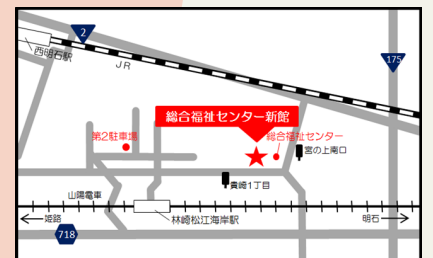 2
西明石駅
JR
175
総合福祉センター新館
第2駐車場
総合福祉センター
宮の上南口
貴崎1丁目
山陽電車
←姫路
林崎松江海岸駅
明石→
718